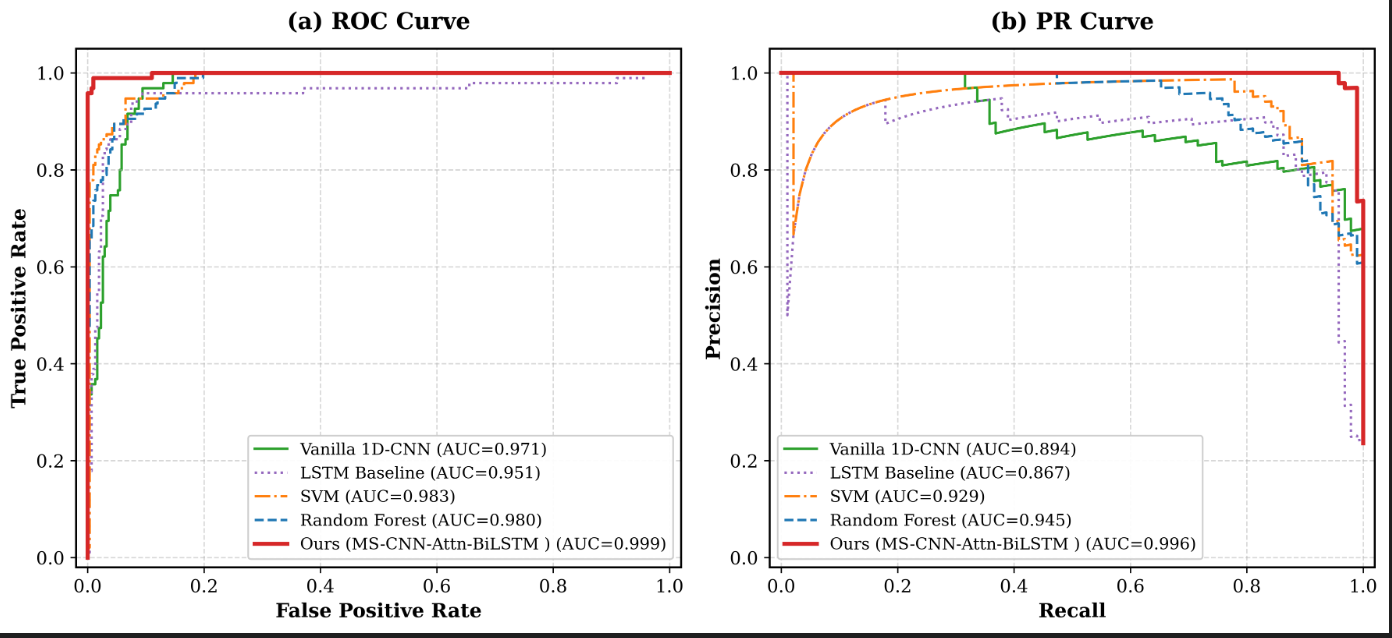 (a) ROC Curve
True Positive Rate
1.0
0.8
0.6
0.4
0.2
0.0
Vanilla 1D-CNN (AUC=0.971)
LSTM Baseline (AUC=0.951)
SVM (AUC=0.983)
Random Forest (AUC=0.980)
Ours (MS-CNN-Attn-BiLSTM ) (AUC=0.999)
0.0 0.2 0.4 0.6 0.8 1.0
False Positive Rate
(b) PR Curve
Precision
1.0
0.8
0.6
0.4
0.2
0.0
Vanilla 1D-CNN (AUC=0.894)
LSTM Baseline (AUC=0.867)
SVM (AUC=0.929)
Random Forest (AUC=0.945)
Ours (MS-CNN-Attn-BiLSTM ) (AUC=0.996)
0.0 0.2 0.4 0.6 0.8 1.0
Recall